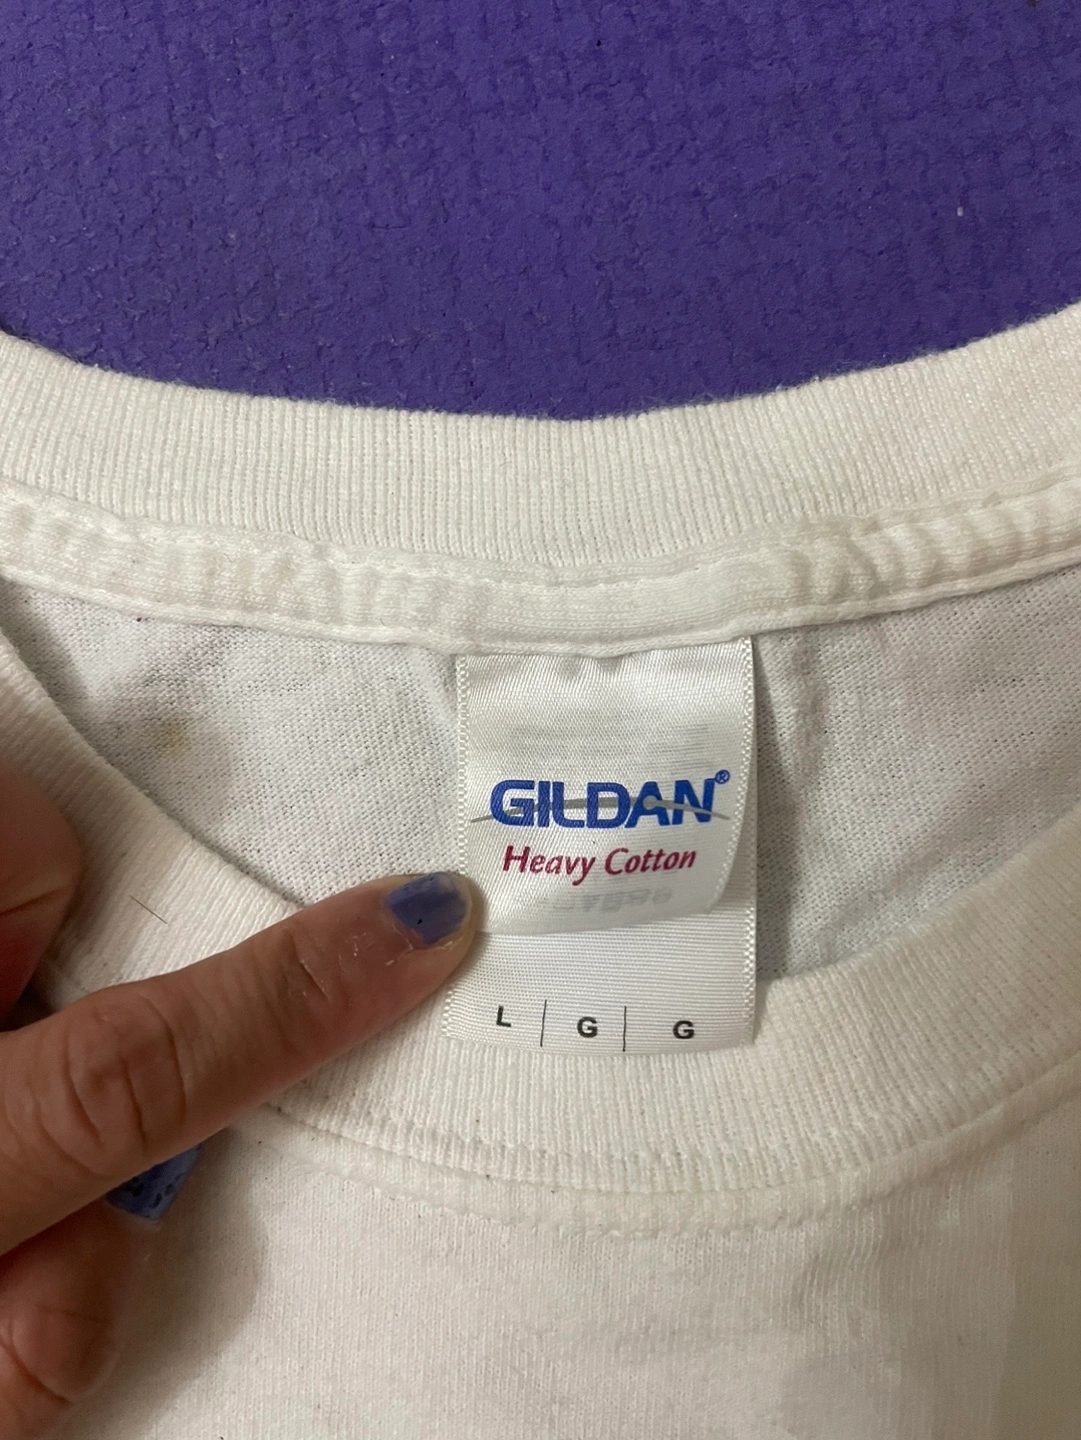 GILDAN®
Heavy Cotton
L | G | G